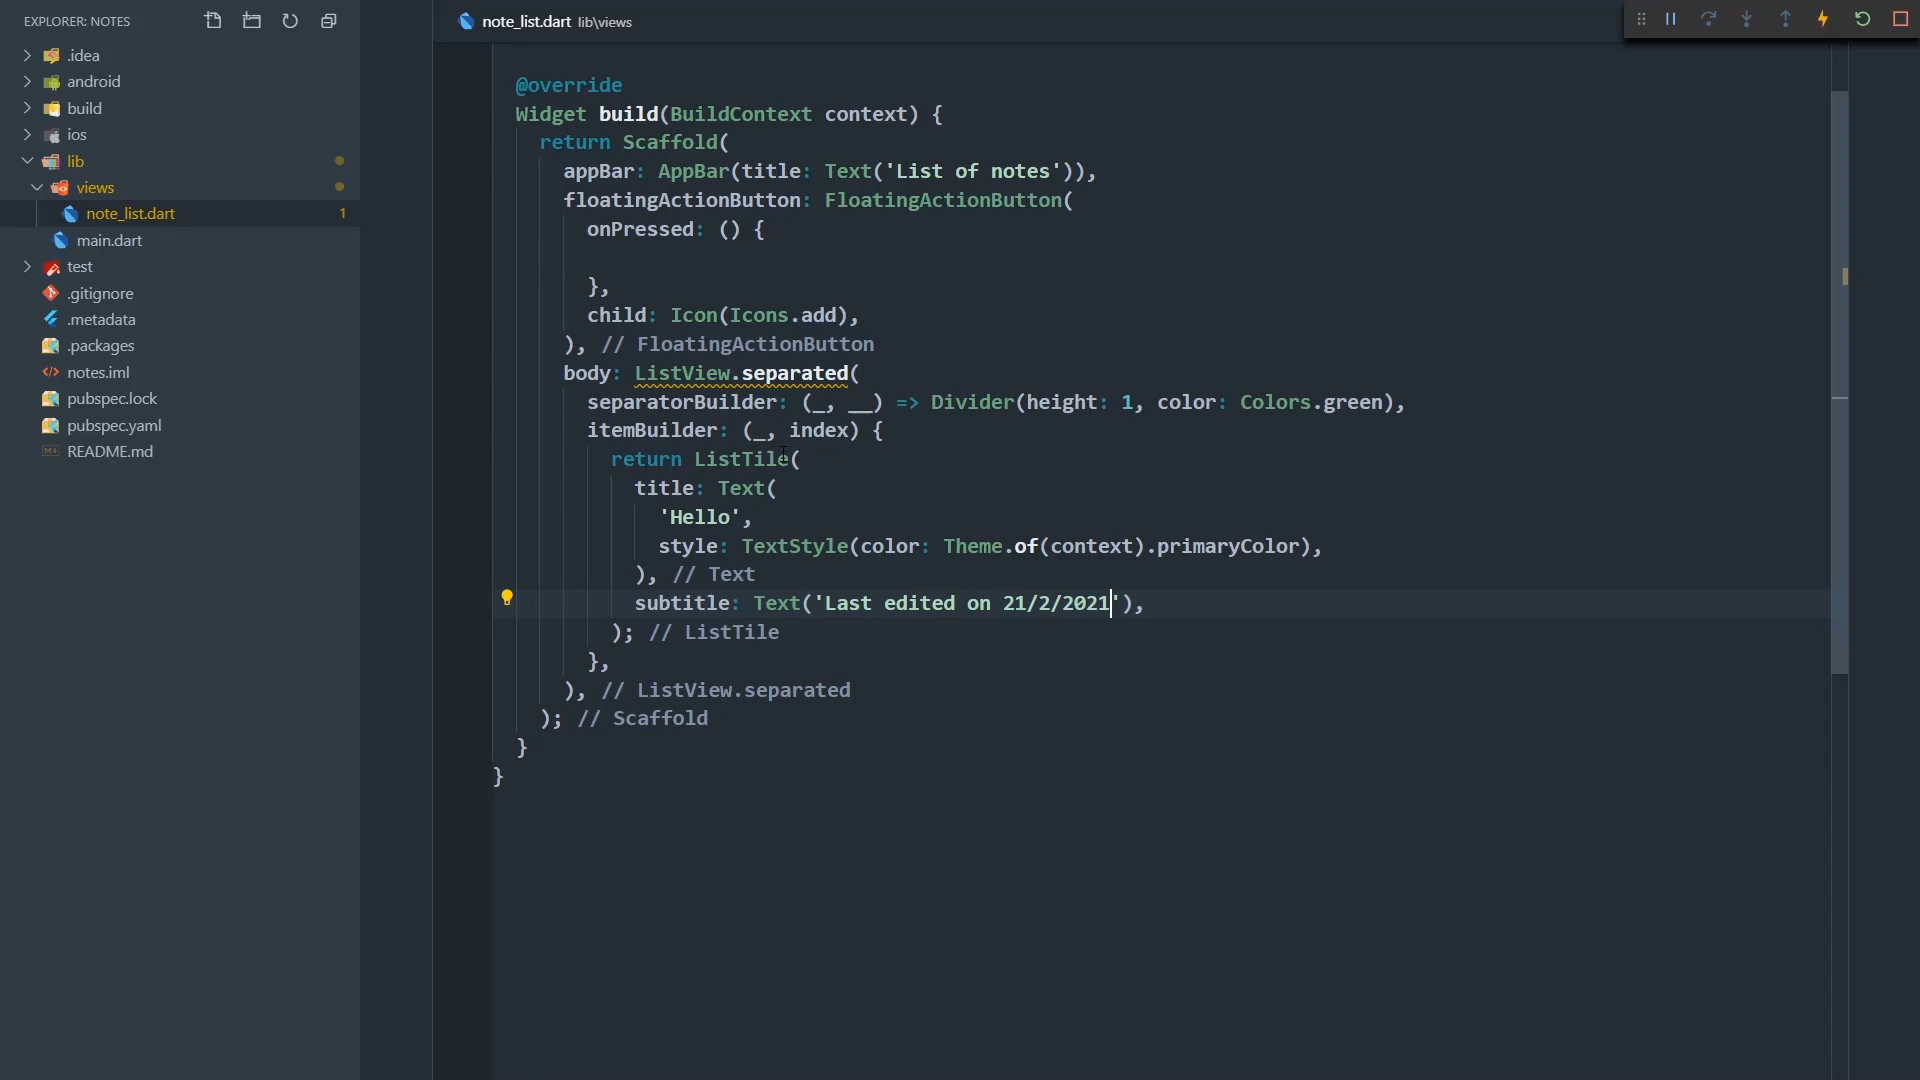 EXPLORER: NOTES
.idea
android
build
ios
lib
views
note_list.dart 1
main.dart
test
.gitignore
.metadata
.packages
notes.iml
pubspec.lock
pubspec.yaml
README.md
note_list.dart lib\views
@override
Widget build(BuildContext context) {
return Scaffold(
appBar: AppBar(title: Text('List of notes')),
floatingActionButton: FloatingActionButton(
onPressed: () {
},
child: Icon(Icons.add),
), // FloatingActionButton
body: ListView.separated(
separatorBuilder: (_, __) => Divider(height: 1, color: Colors.green),
itemBuilder: (_, index) {
return ListTile(
title: Text(
'Hello',
style: TextStyle(color: Theme.of(context).primaryColor),
), // Text
subtitle: Text('Last edited on 21/2/2021'),
); // ListTile
},
), // ListView.separated
); // Scaffold
}
}